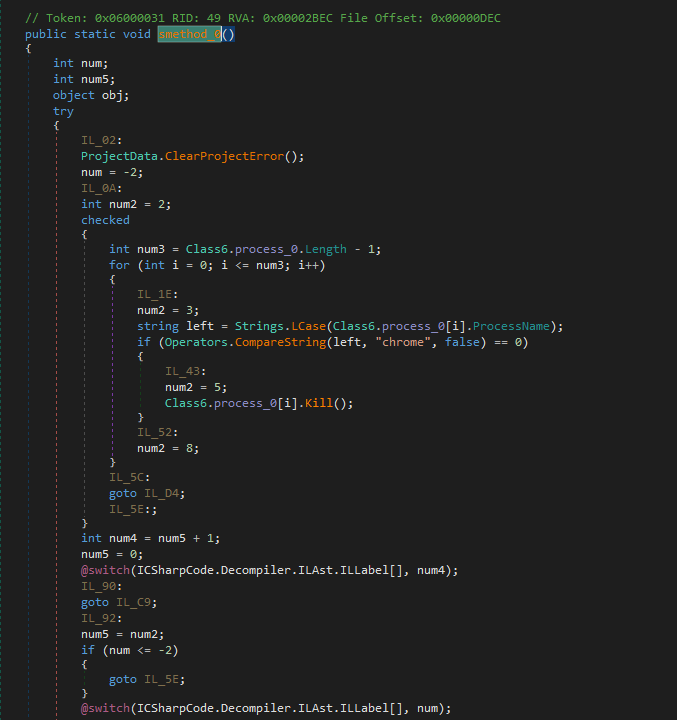 // Token: 0x06000031 RID: 49 RVA: 0x00002BEC File Offset: 0x00000DEC
public static void smethod_0()
{
int num;
int num5;
object obj;
try
{
IL_02:
ProjectData.ClearProjectError();
num = -2;
IL_0A:
int num2 = 2;
checked
{
int num3 = Class6.process_0.Length - 1;
for (int i = 0; i <= num3; i++)
{
IL_1E:
num2 = 3;
string left = Strings.LCase(Class6.process_0[i].ProcessName);
if (Operators.CompareString(left, "chrome", false) == 0)
{
IL_43:
num2 = 5;
Class6.process_0[i].Kill();
}
IL_52:
num2 = 8;
}
IL_5C:
goto IL_D4;
IL_5E:;
}
int num4 = num5 + 1;
num5 = 0;
@switch(ICSharpCode.Decompiler.ILAst.ILLabel[], num4);
IL_90:
goto IL_C9;
IL_92:
num5 = num2;
if (num <= -2)
{
goto IL_5E;
}
@switch(ICSharpCode.Decompiler.ILAst.ILLabel[], num);